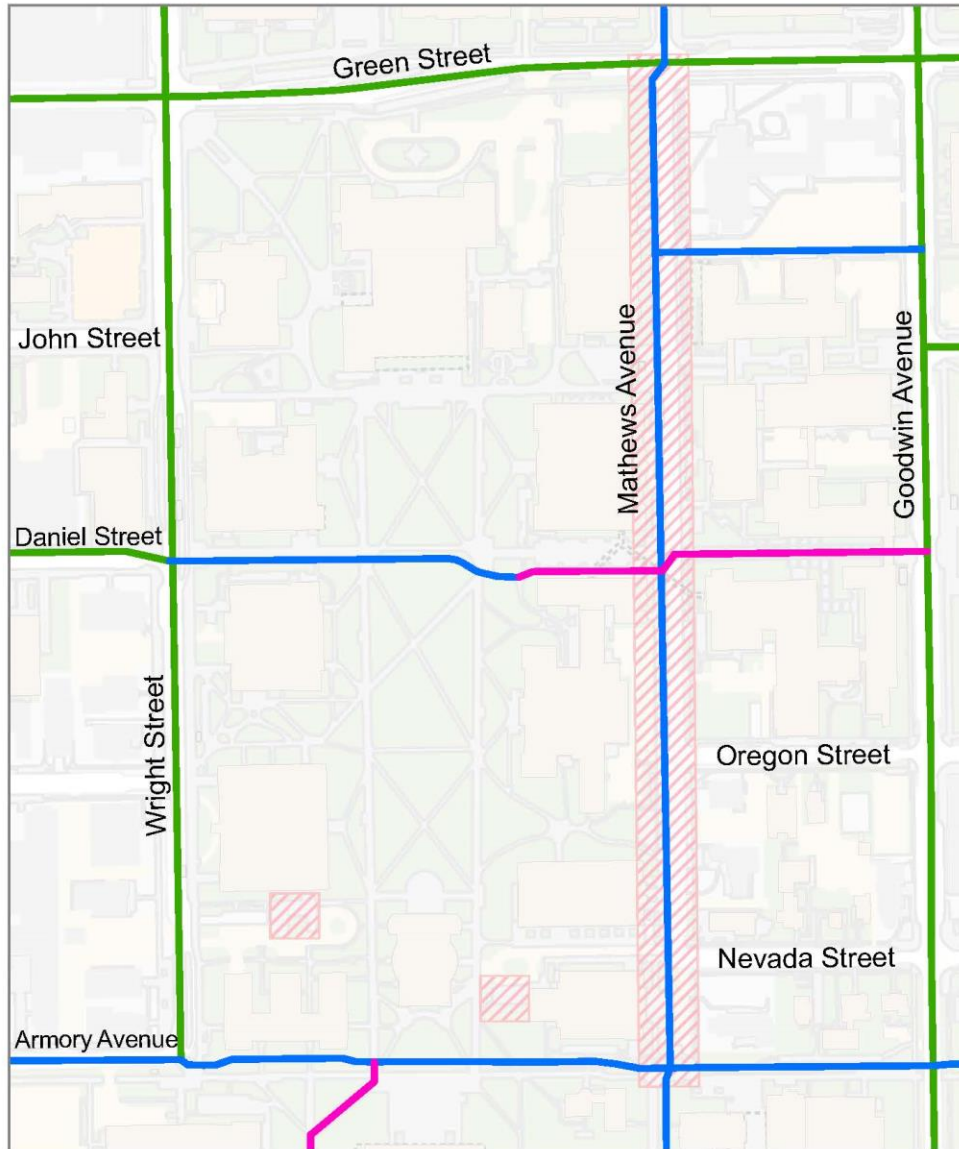 Green Street
John Street
Mathews Avenue
Goodwin Avenue
Daniel Street
Wright Street
Oregon Street
Nevada Street
Armory Avenue